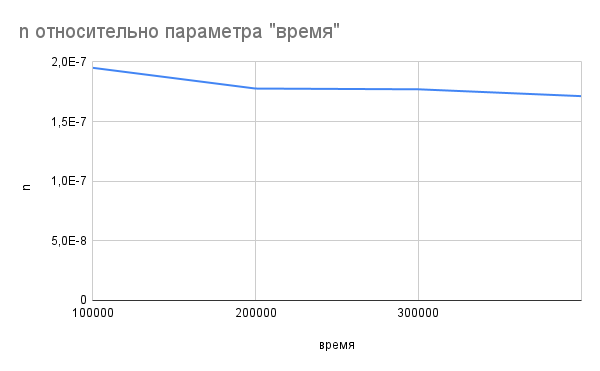 n относительно параметра "время"
2,0E-7
1,5E-7
1,0E-7
5,0E-8
0
n
100000
200000
300000
время